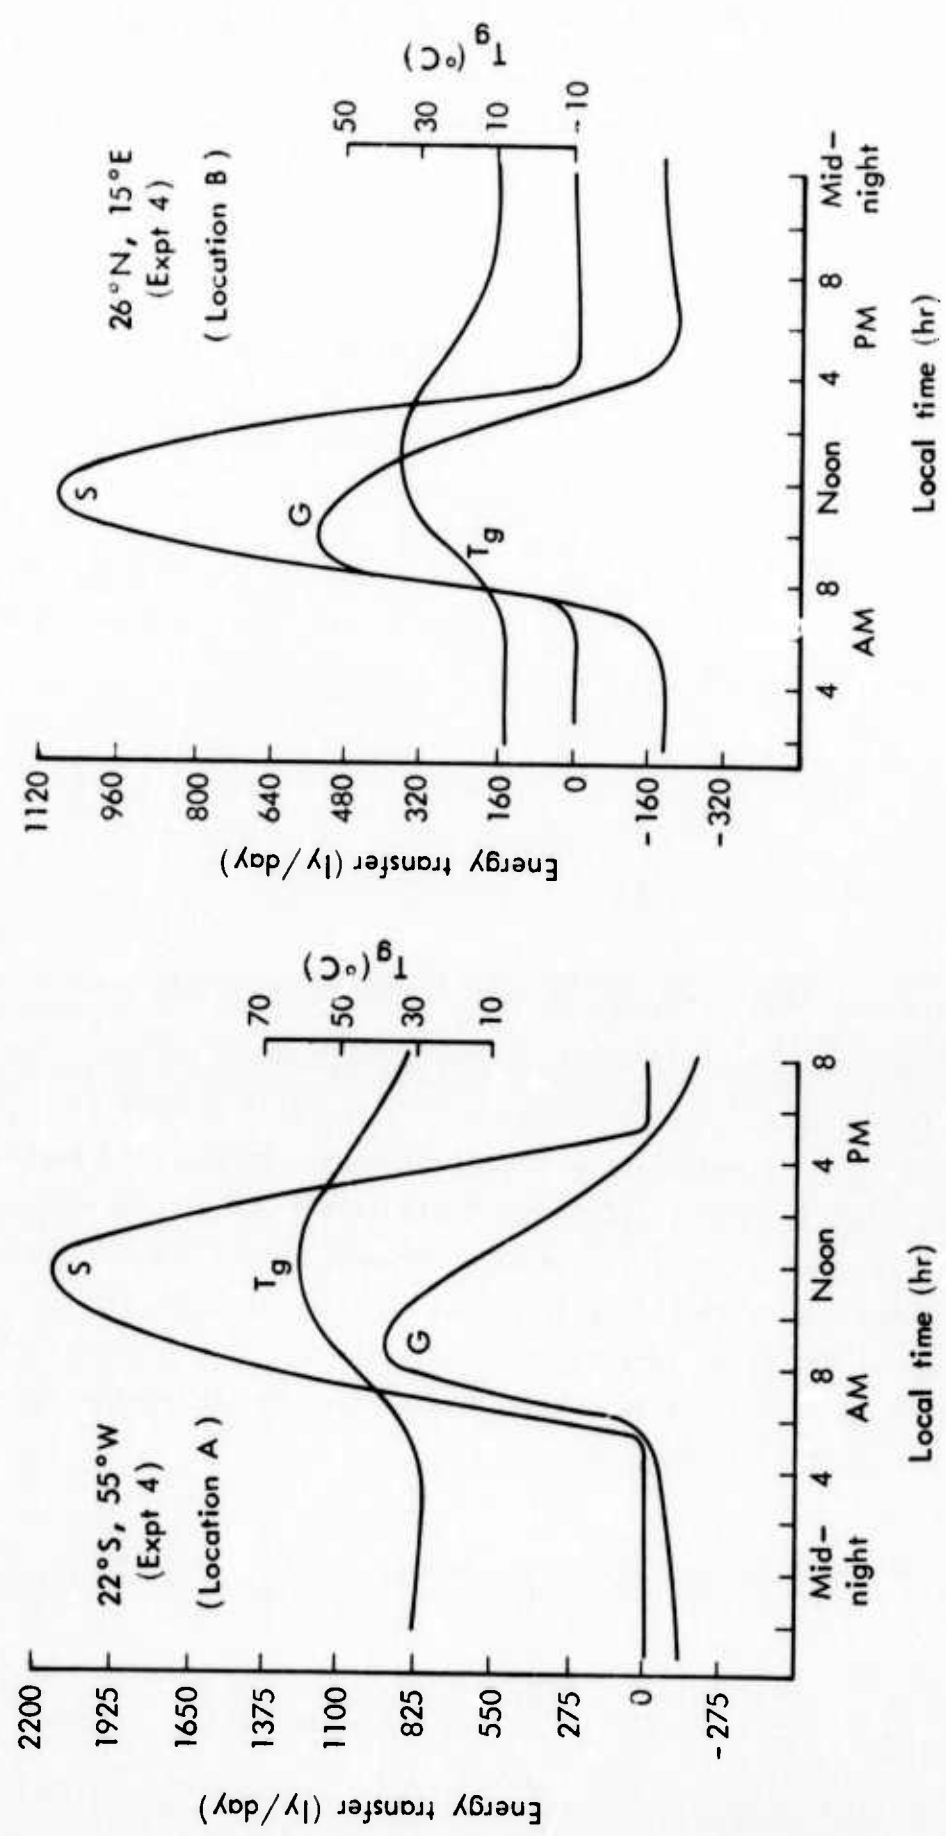 22°S, 55°W
(Expt 4)
(Location A)
Energy transfer (ly/day)
2200
1925
1650
1375
1100
825
550
275
0
-275
S
Tg
G
Tg (°C)
70
50
30
10
Mid-
night
4
8
AM
Noon
4
PM
8
Local time (hr)
26°N, 15°E
(Expt 4)
(Locution B)
Energy transfer (ly/day)
1120
960
800
640
480
320
160
0
-160
-320
S
G
Tg
Tg (°C)
50
30
10
-10
4
AM
8
Noon
4
PM
8
Mid-
night
Local time (hr)